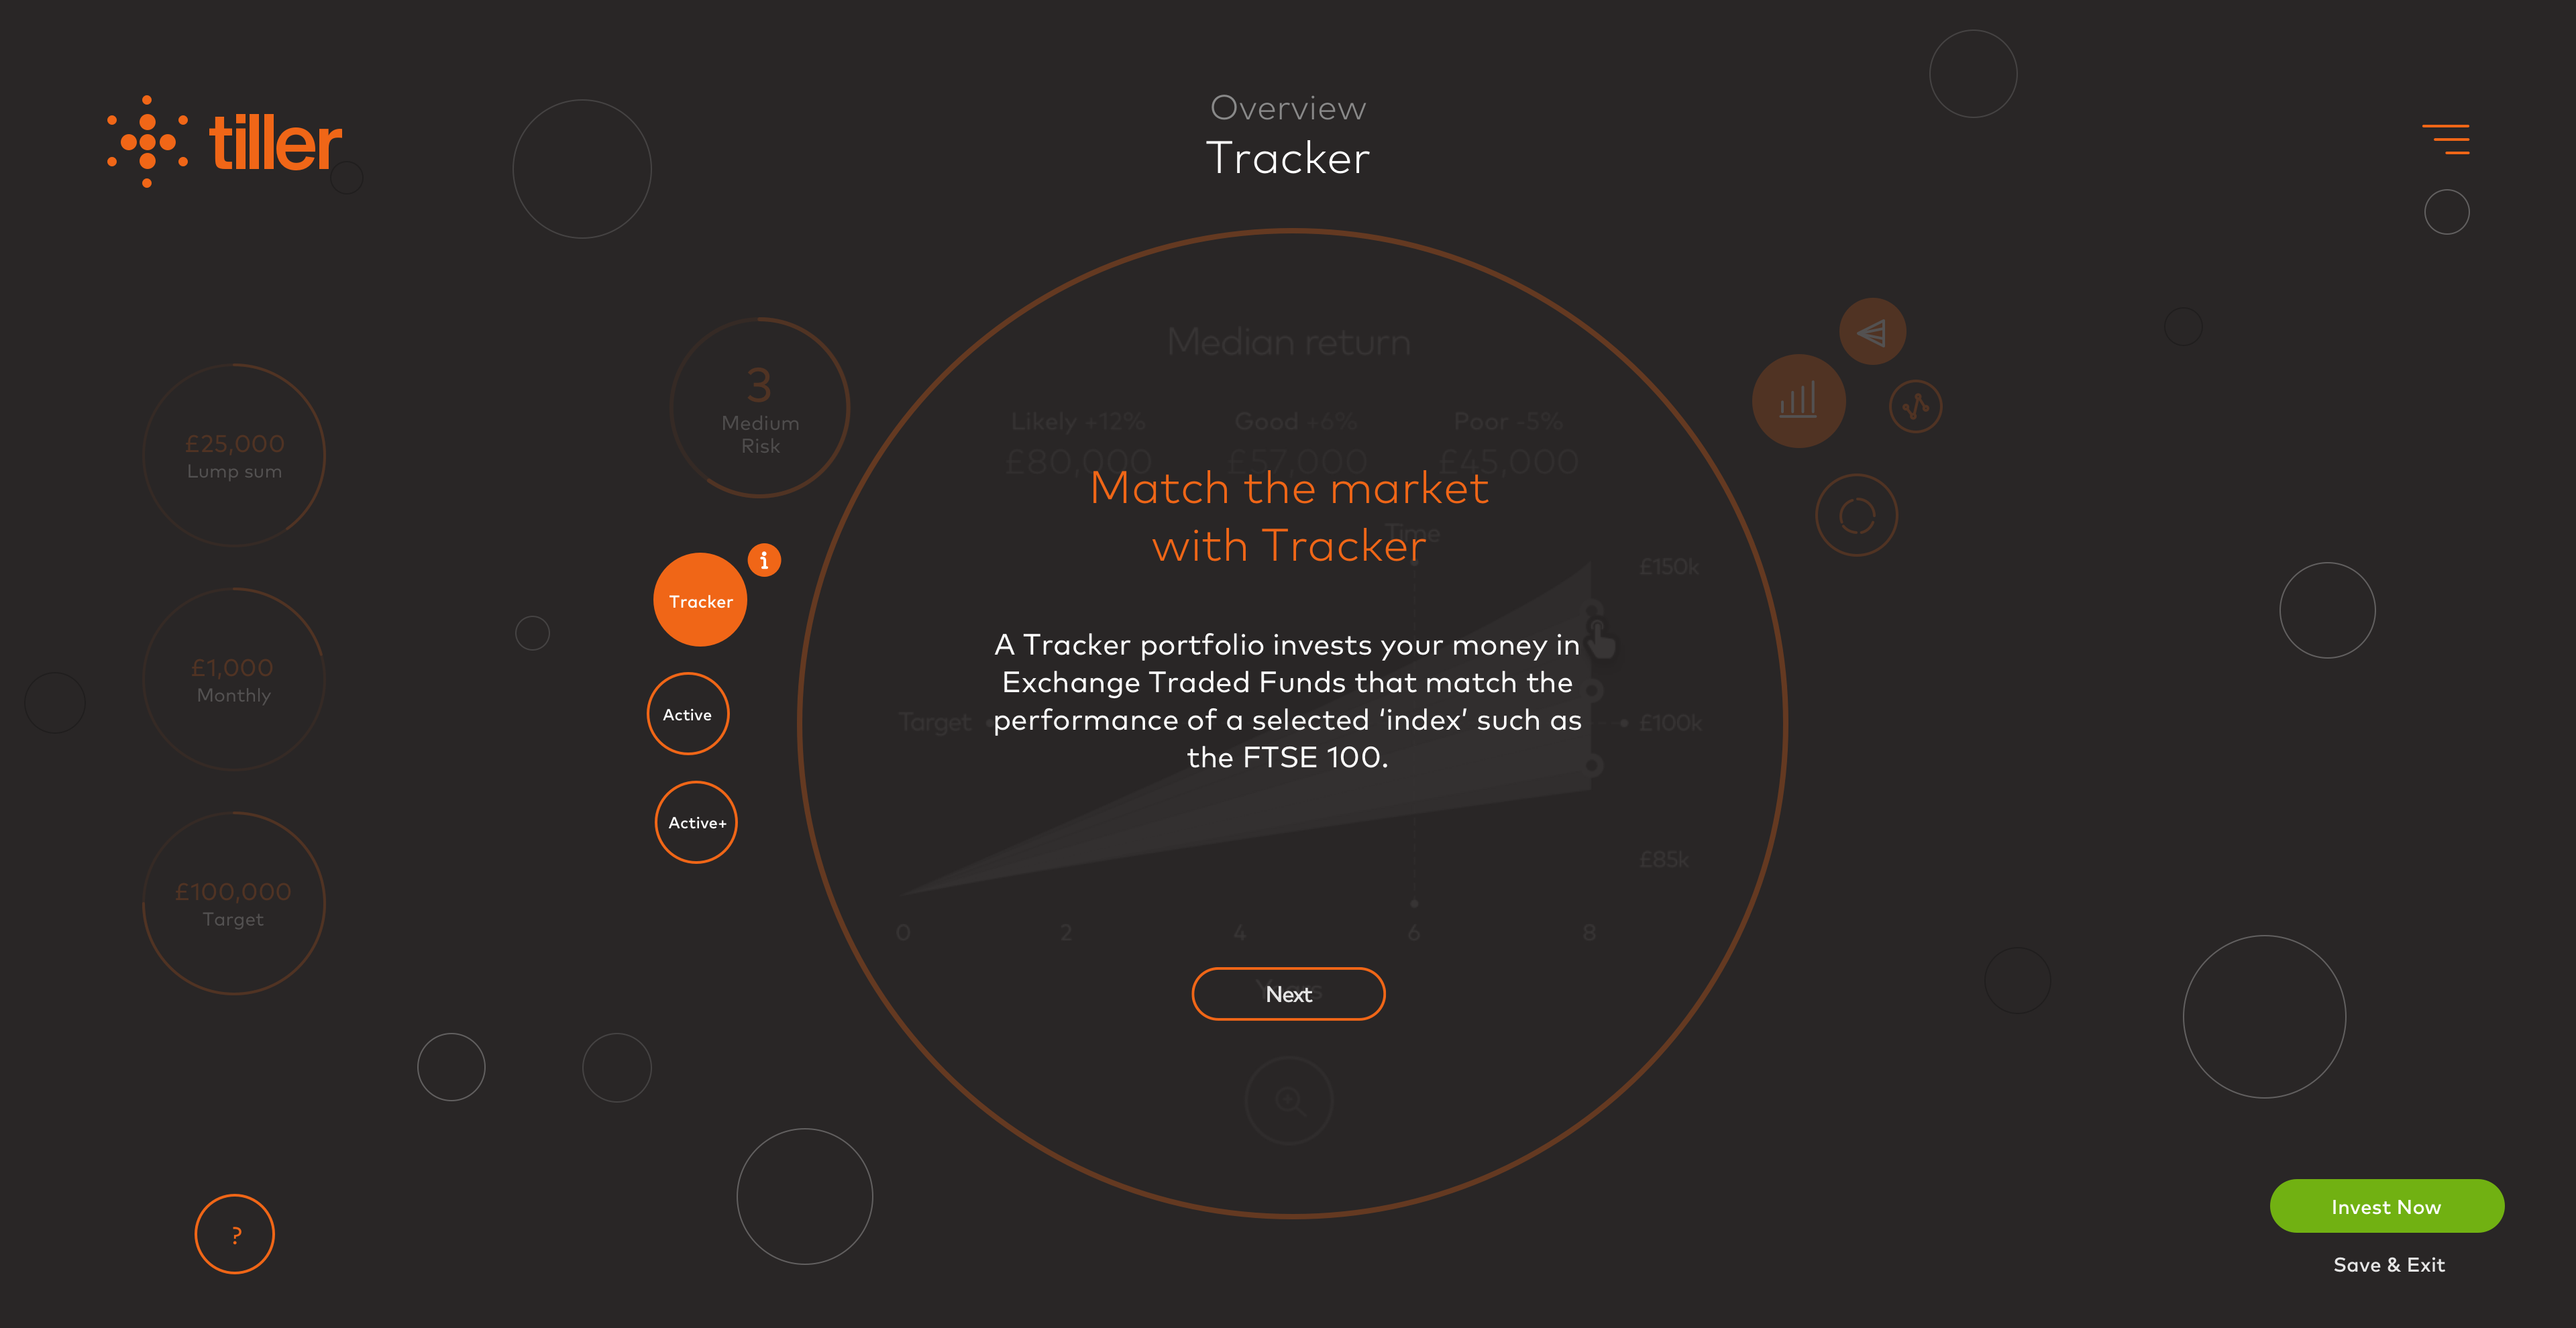 tiller
Overview
Tracker
£25,000
Lump sum
£1,000
Monthly
£100,000
Target
3
Medium
Risk
Tracker
i
Active
Active+
Median return
Likely +12%
£80,000
Good +6%
£57,000
Poor -5%
£45,000
Match the market
with Tracker
Time
A Tracker portfolio invests your money in
Exchange Traded Funds that match the
performance of a selected ‘index’ such as
the FTSE 100.
Target
£150k
£100k
£85k
0 2 4 6 8
Years
Next
?
Invest Now
Save & Exit